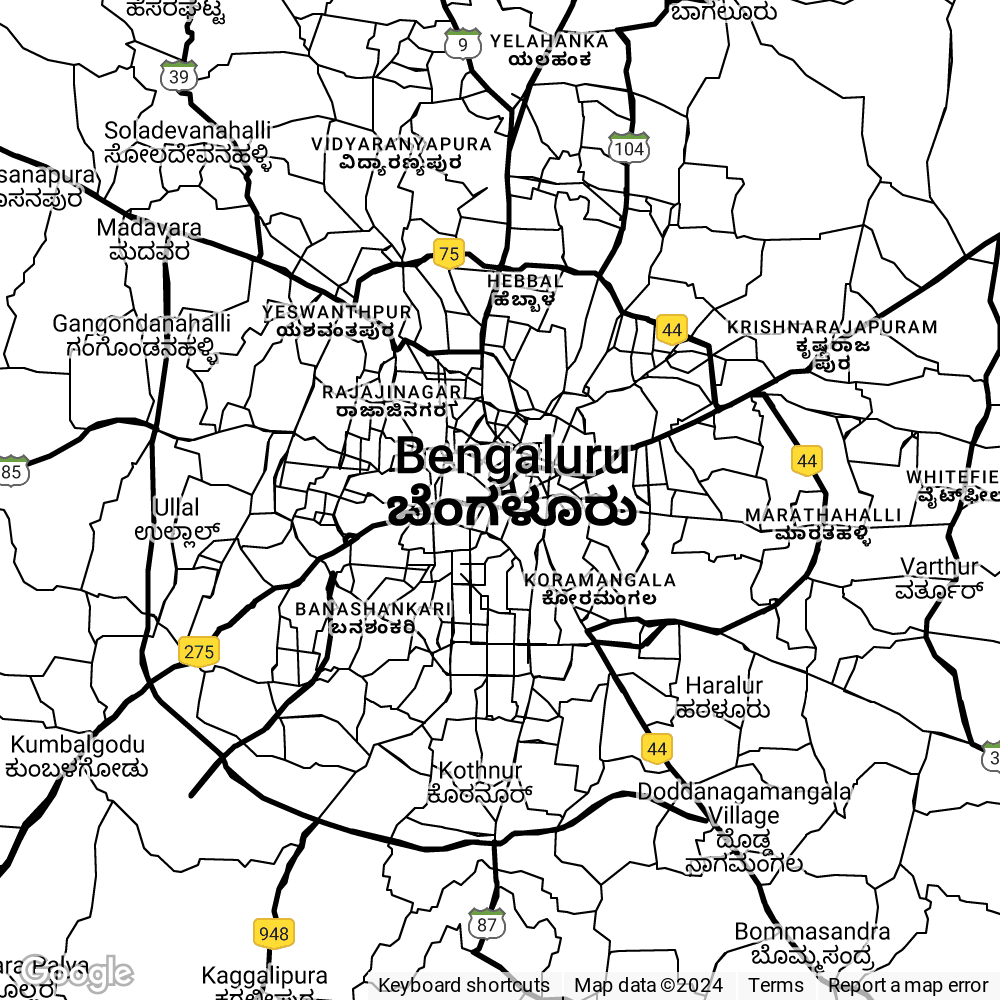 ಹೆಸರಘಟ್ಟ
ಬಾಗಲೂರು
9
YELAHANKA
ಯಲಹಂಕ
39
Soladevanahalli
ಸೋಲದೇವನಹಳ್ಳಿ
VIDYARANYAPURA
ವಿದ್ಯಾರಣ್ಯಪುರ
104
sanapura
ಾಸನಪುರ
Madavara
ಮದವರ
75
HEBBAL
ಹೆಬ್ಬಾಳ
YESWANTHPUR
ಯಶವಂತಪುರ
Gangondanahalli
ಗಂಗೊಂಡನಹಳ್ಳಿ
44
KRISHNARAJAPURAM
ಕೃಷ್ಣರಾಜ
ಪುರ
RAJAJINAGAR
ರಾಜಾಜಿನಗರ
Bengaluru
ಬೆಂಗಳೂರು
85
44
WHITEFIE
ವೈಟ್‌ಫೀಲ
Ullal
ಉಲ್ಲಾಲ್
MARATHAHALLI
ಮಾರತಹಳ್ಳಿ
KORAMANGALA
ಕೋರಮಂಗಲ
Varthur
ವರ್ತೂರ್
BANASHANKARI
ಬನಶಂಕರಿ
275
Haralur
ಹರಳೂರು
Kumbalgodu
ಕುಂಬಳಗೋಡು
44
3
Kothnur
ಕೊಠನೂರ್
Doddanagamangala
Village
ದೊಡ್ಡ
ನಾಗಮಂಗಲ
87
948
Bommasandra
ಬೊಮ್ಮಸಂದ್ರ
ara Palya
Google
Kaggalipura
Keyboard shortcuts
Map data ©2024
Terms
Report a map error